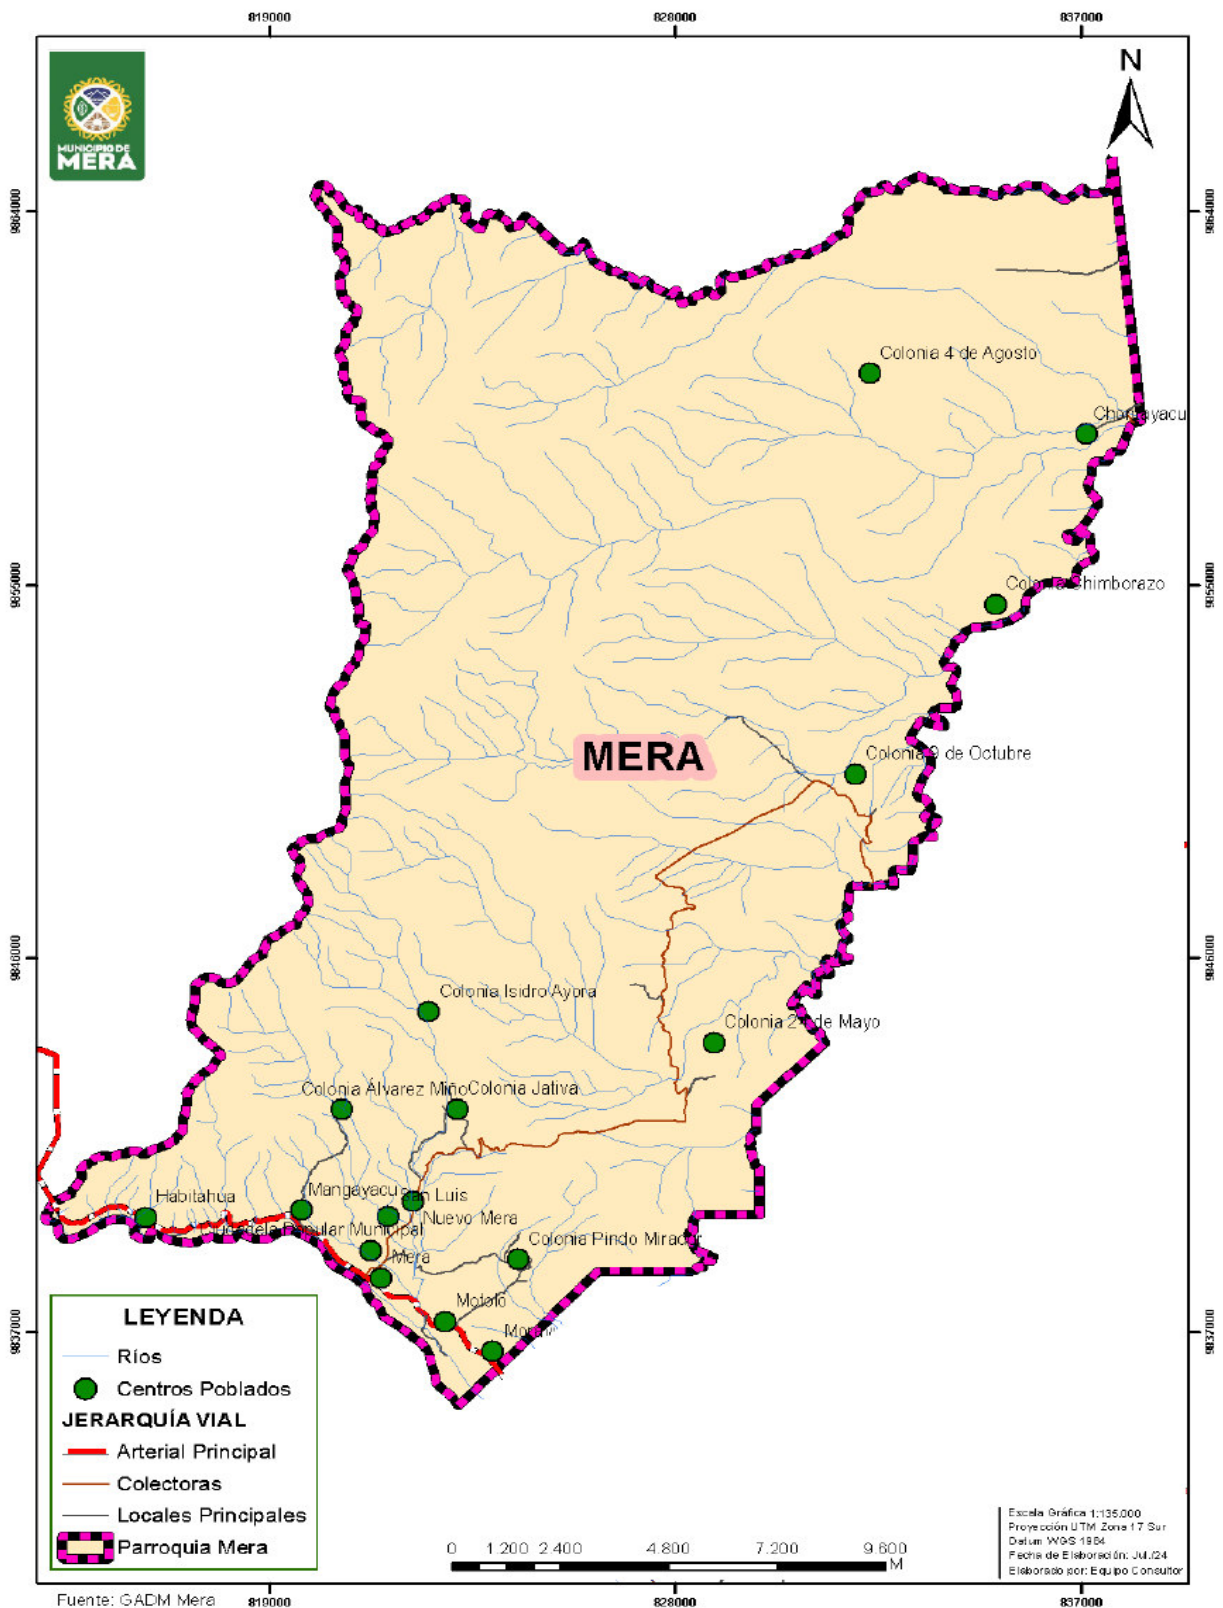 819000
828000
837000
MUNICIPIO DE
MERA
N
9864000
9864000
Colonia 4 de Agosto
9855000
9855000
Colonia Chimborazo
MERA
Colonia 9 de Octubre
9846000
9846000
Colonia Isidro Ayora
Colonia 24 de Mayo
Colonia Álvarez Miño
Colonia Jativa
Habitahua
Mangayacu
San Luis
Nuevo Mera
Ciudadela Popular Municipal
Colonia Pindo Mirador
Mera
Motolo
9837000
9837000
LEYENDA
Ríos
Centros Poblados
JERARQUÍA VIAL
Arterial Principal
Colectoras
Locales Principales
Parroquia Mera
0 1.200 2.400 4.800 7.200 9.600
M
Escala Gráfica 1:135.000
Proyección UTM Zona 17 Sur
Datum WGS 1984
Fecha de Elaboración: Jul./24
Elaborado por: Equipo Consultor
Fuente: GADM Mera
819000
828000
837000